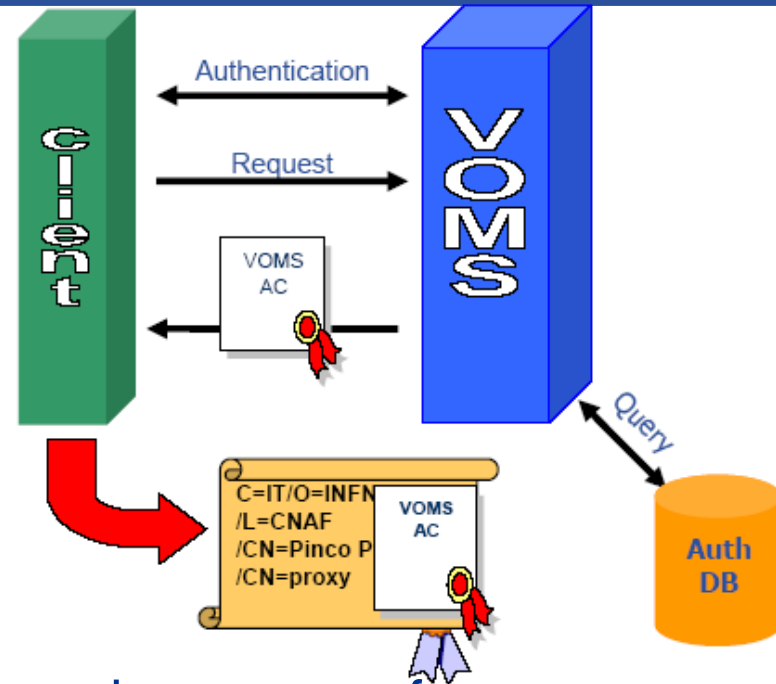 Authentication
Request
client
VOMS
VOMS
AC
Query
C=IT/O=INFN
/L=CNAF
/CN=Pinco P
/CN=proxy
VOMS
AC
Auth
DB